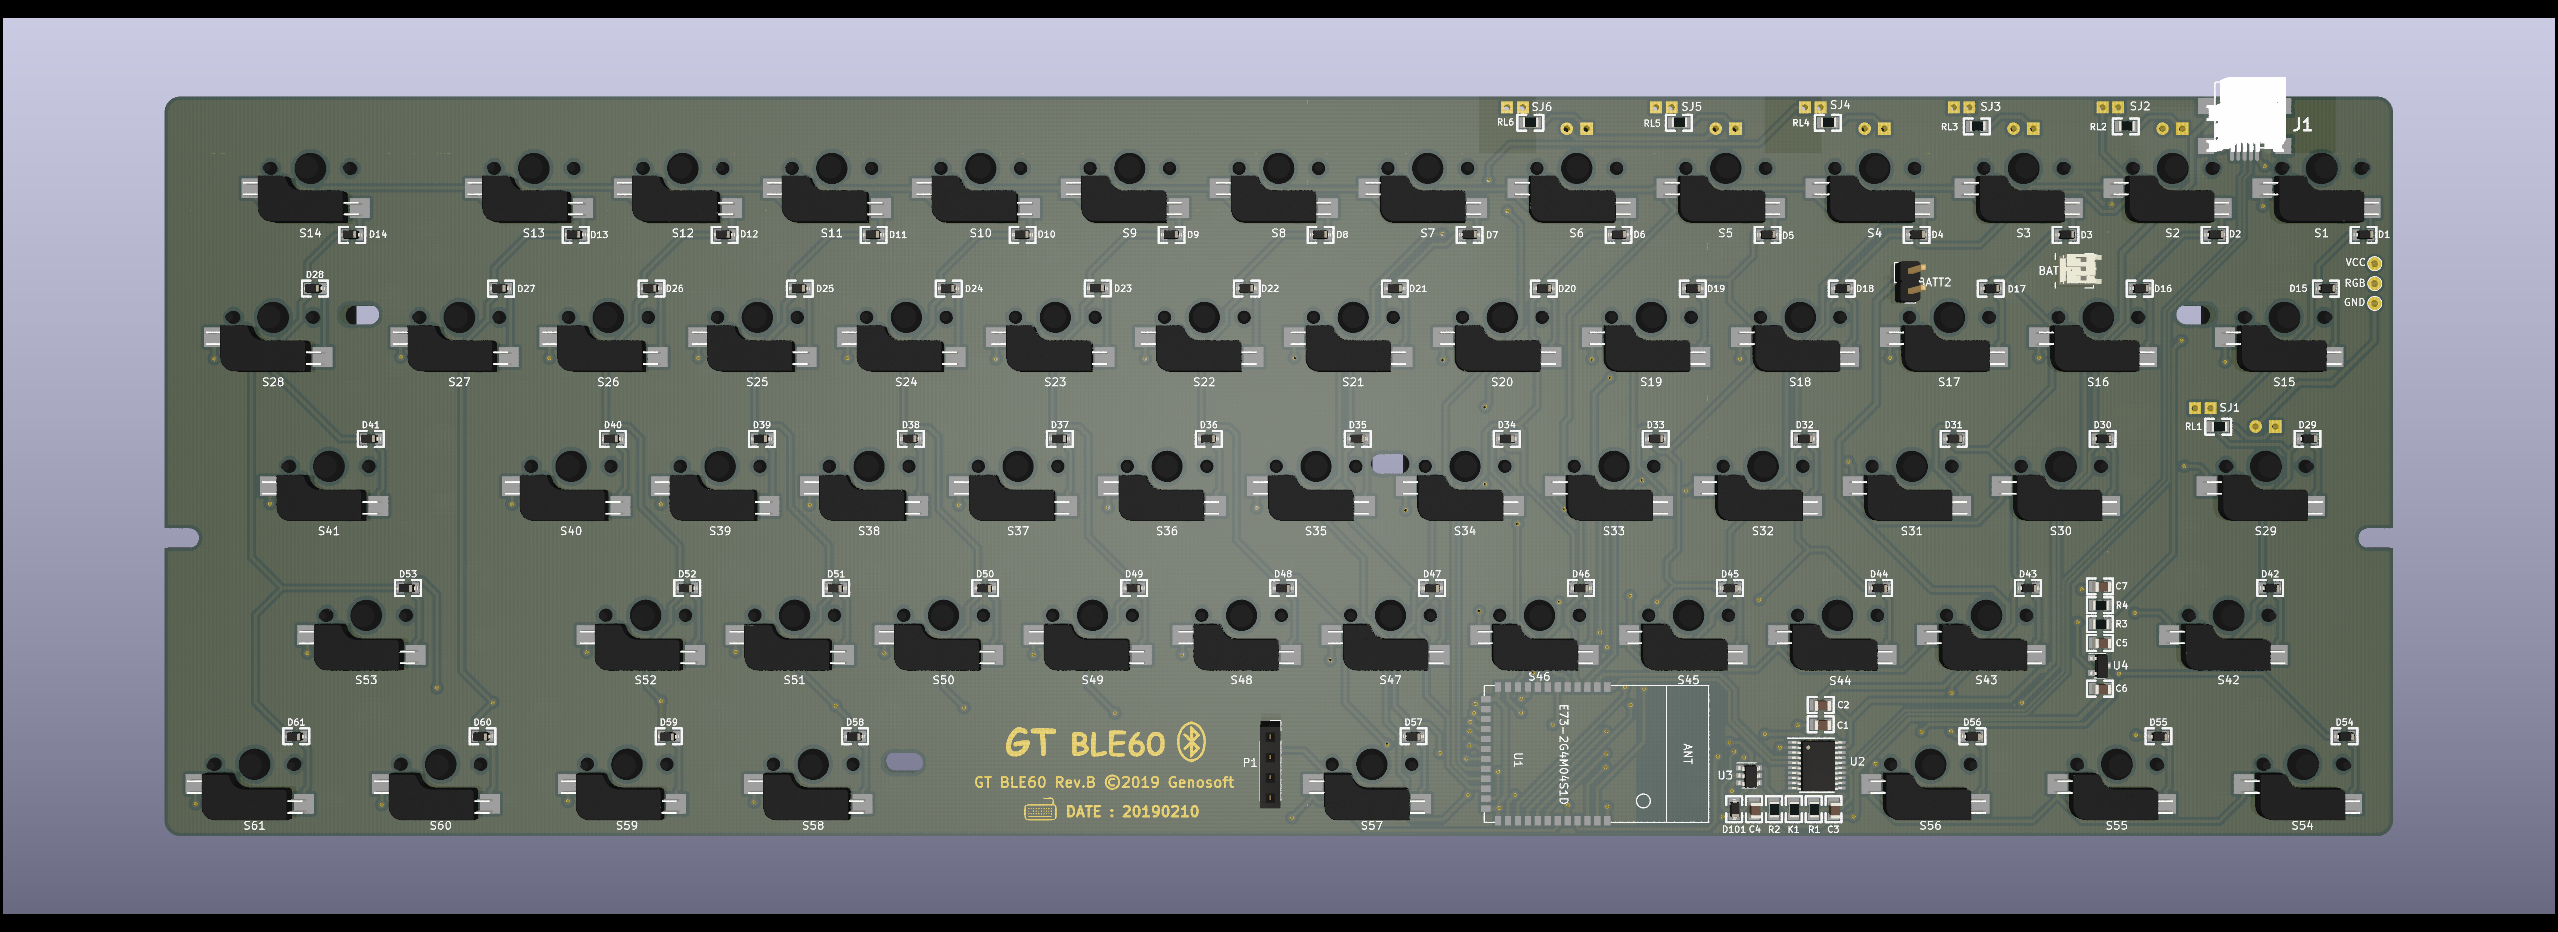 SJ6 SJ5 SJ4 SJ3 SJ2
RL6 RL5 RL4 RL3 RL2 J1
S14 S13 S12 S11 S10 S9 S8 S7 S6 S5 S4 S3 S2 S1
D14 D13 D12 D11 D10 D9 D8 D7 D6 D5 D4 D3 D2 D1
VCC
BAT
D28 D27 D26 D25 D24 D23 D22 D21 D20 D19 D18 BATT2 D17 D16 D15 RGB
GND
S28 S27 S26 S25 S24 S23 S22 S21 S20 S19 S18 S17 S16 S15
SJ1
RL1
D41 D40 D39 D38 D37 D36 D35 D34 D33 D32 D31 D30 D29
S41 S40 S39 S38 S37 S36 S35 S34 S33 S32 S31 S30 S29
D53 D52 D51 D50 D49 D48 D47 D46 D45 D44 D43 D42
C7
R4
R3
C5
U4
C6
S53 S52 S51 S50 S49 S48 S47 S46 S45 S44 S43 S42
C2
C1
D61 D60 D59 D58 D57 D56 D55 D54
GT BLE60
P1 U1 E73-2G4M04S1D ANT U3 U2
GT BLE60 Rev.B ©2019 Genosoft
DATE : 20190210
S61 S60 S59 S58 S57 S56 S55 S54
D101 C4 R2 K1 R1 C3